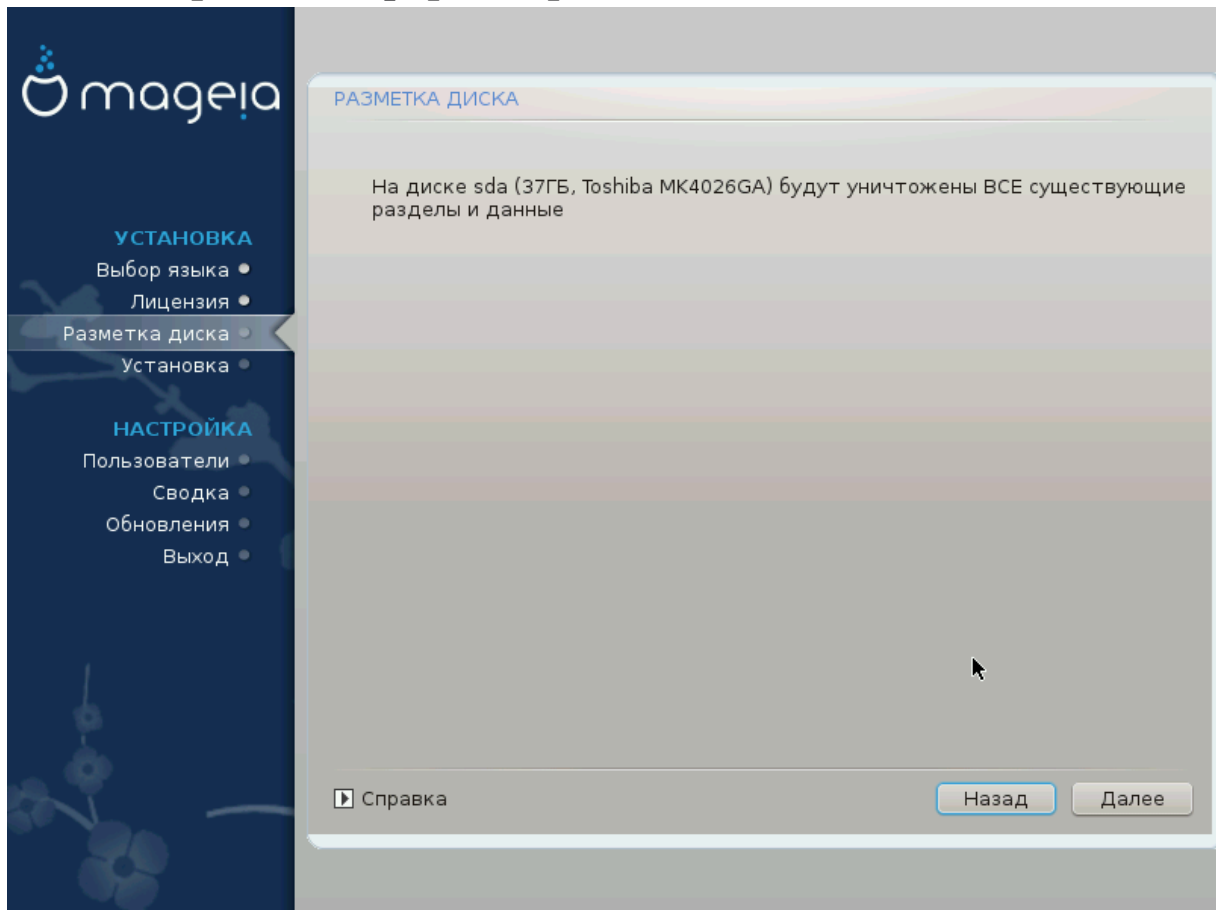 mageia
РАЗМЕТКА ДИСКА
На диске sda (37ГБ, Toshiba MK4026GA) будут уничтожены ВСЕ существующие
разделы и данные
УСТАНОВКА
Выбор языка
Лицензия
Разметка диска
Установка
НАСТРОЙКА
Пользователи
Сводка
Обновления
Выход
Справка
Назад
Далее